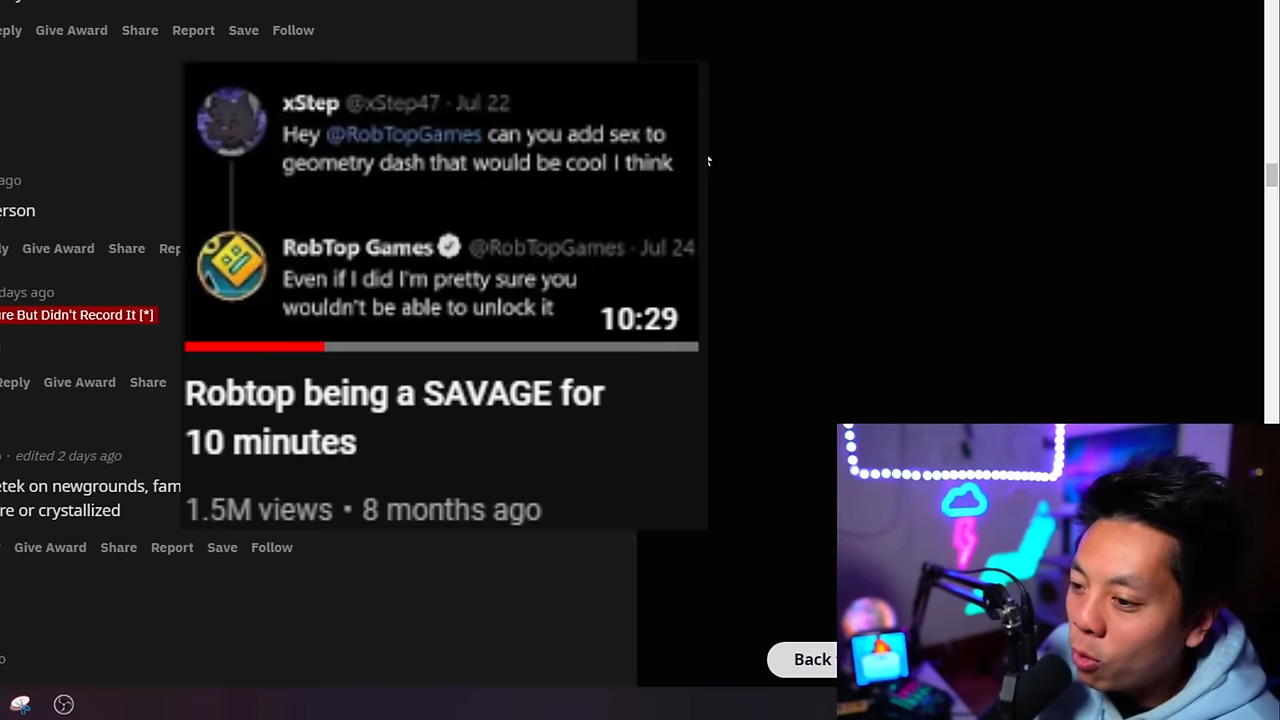 eply Give Award Share Report Save Follow
xStep @xStep47 · Jul 22
Hey @RobTopGames can you add sex to
geometry dash that would be cool I think
ago
erson
ly Give Award Share Rep
RobTop Games @RobTopGames · Jul 24
Even if I did I'm pretty sure you
wouldn't be able to unlock it
10:29
days ago
re But Didn't Record It [*]
Reply Give Award Share
Robtop being a SAVAGE for
10 minutes
· edited 2 days ago
etek on newgrounds, fam
re or crystallized
1.5M views • 8 months ago
Give Award Share Report Save Follow
o
Back